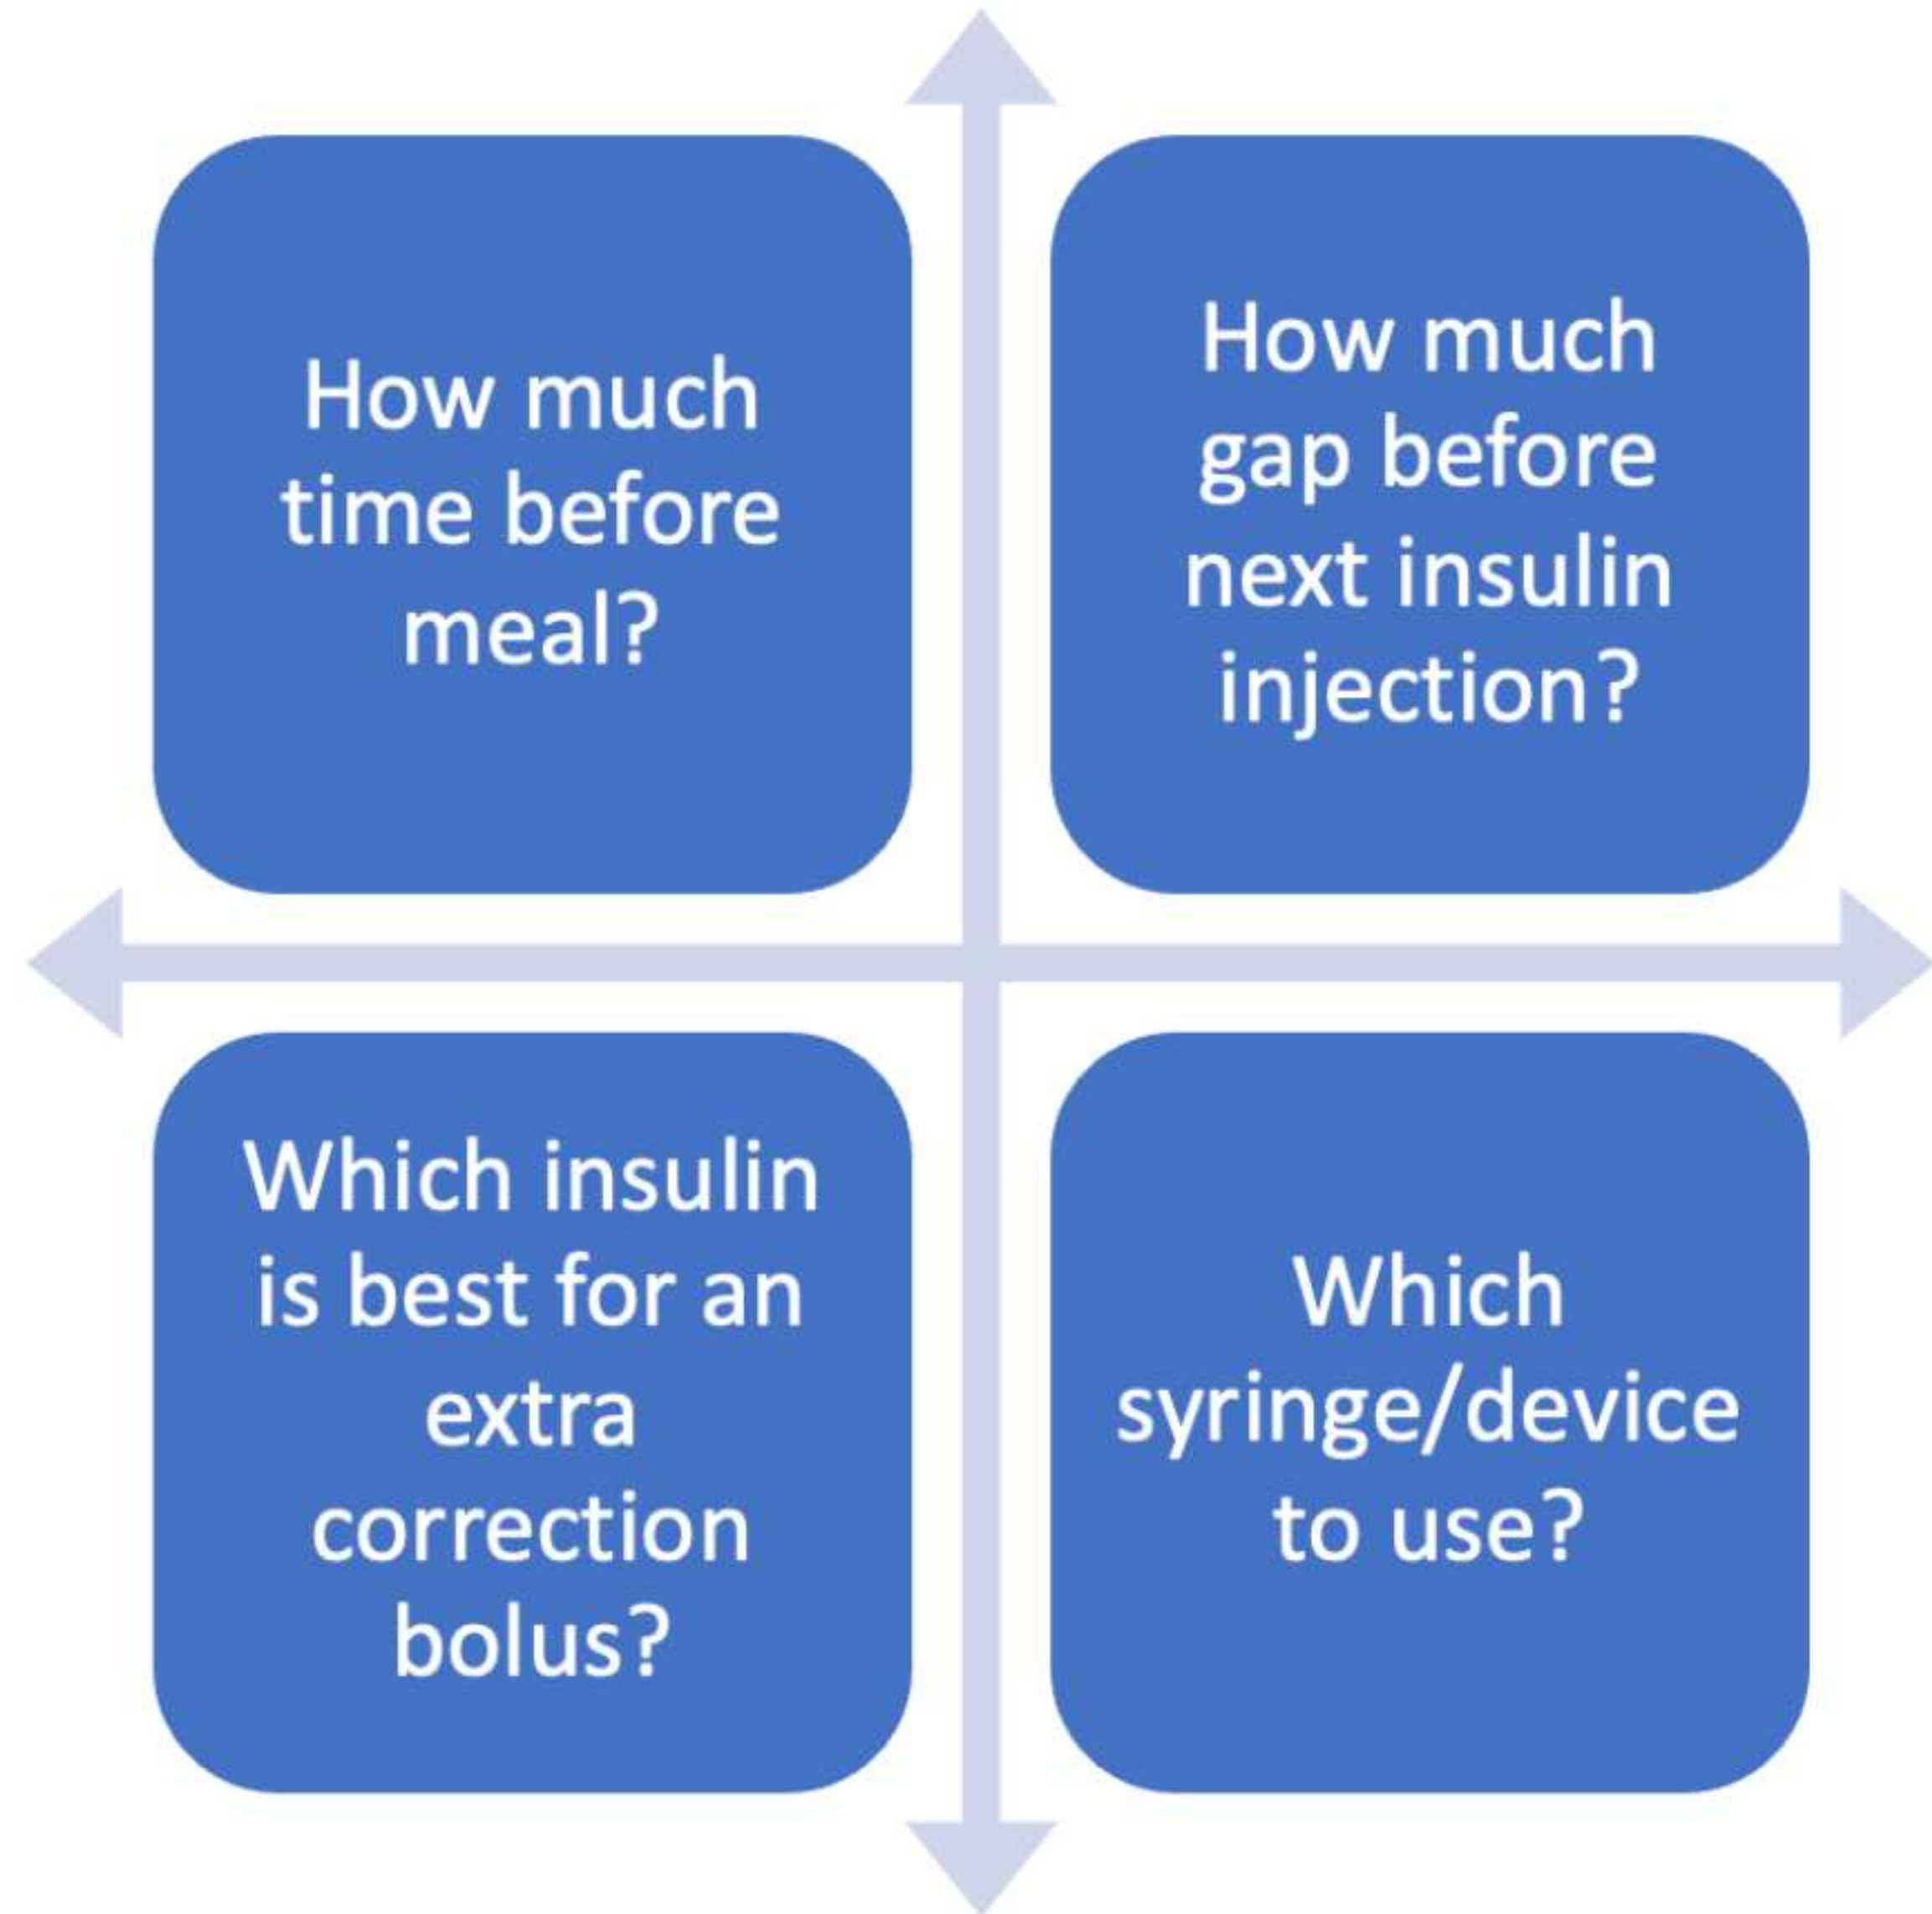 How much
time before
meal?
How much
gap before
next insulin
injection?
Which insulin
is best for an
extra
correction
bolus?
Which
syringe/device
to use?